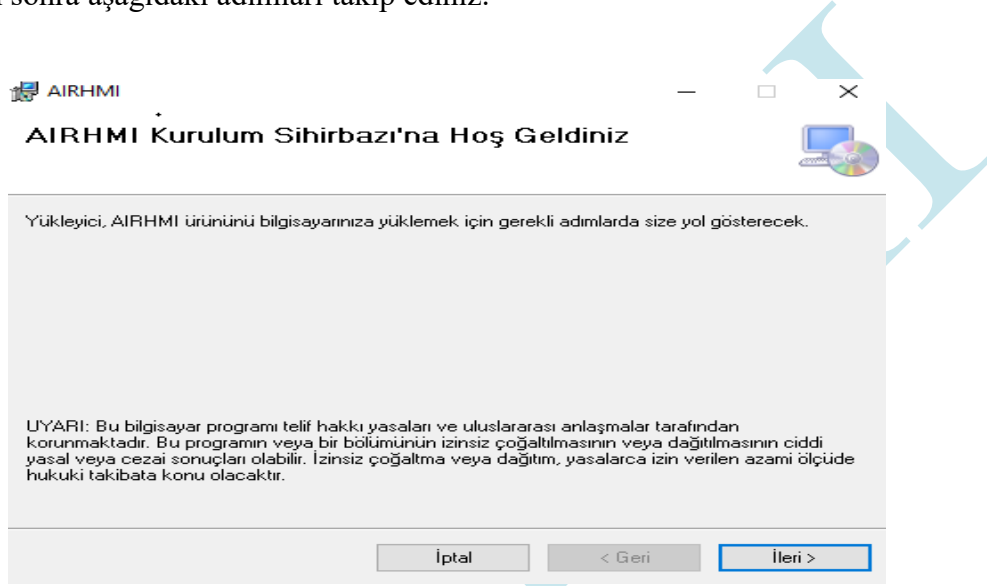 sonra aşağıdaki adımları takip ediniz.
AIRHMI
AIRHMI Kurulum Sihirbazı'na Hoş Geldiniz
Yükleyici, AIRHMI ürününü bilgisayarınıza yüklemek için gerekli adımlarda size yol gösterecek.
UYARI: Bu bilgisayar programı telif hakkı yasaları ve uluslararası anlaşmalar tarafından
korunmaktadır. Bu programın veya bir bölümünün izinsiz çoğaltılmasının veya dağıtılmasının ciddi
yasal veya cezai sonuçları olabilir. İzinsiz çoğaltma veya dağıtım, yasalarca izin verilen azami ölçüde
hukuki takibata konu olacaktır.
İptal
< Geri
İleri >